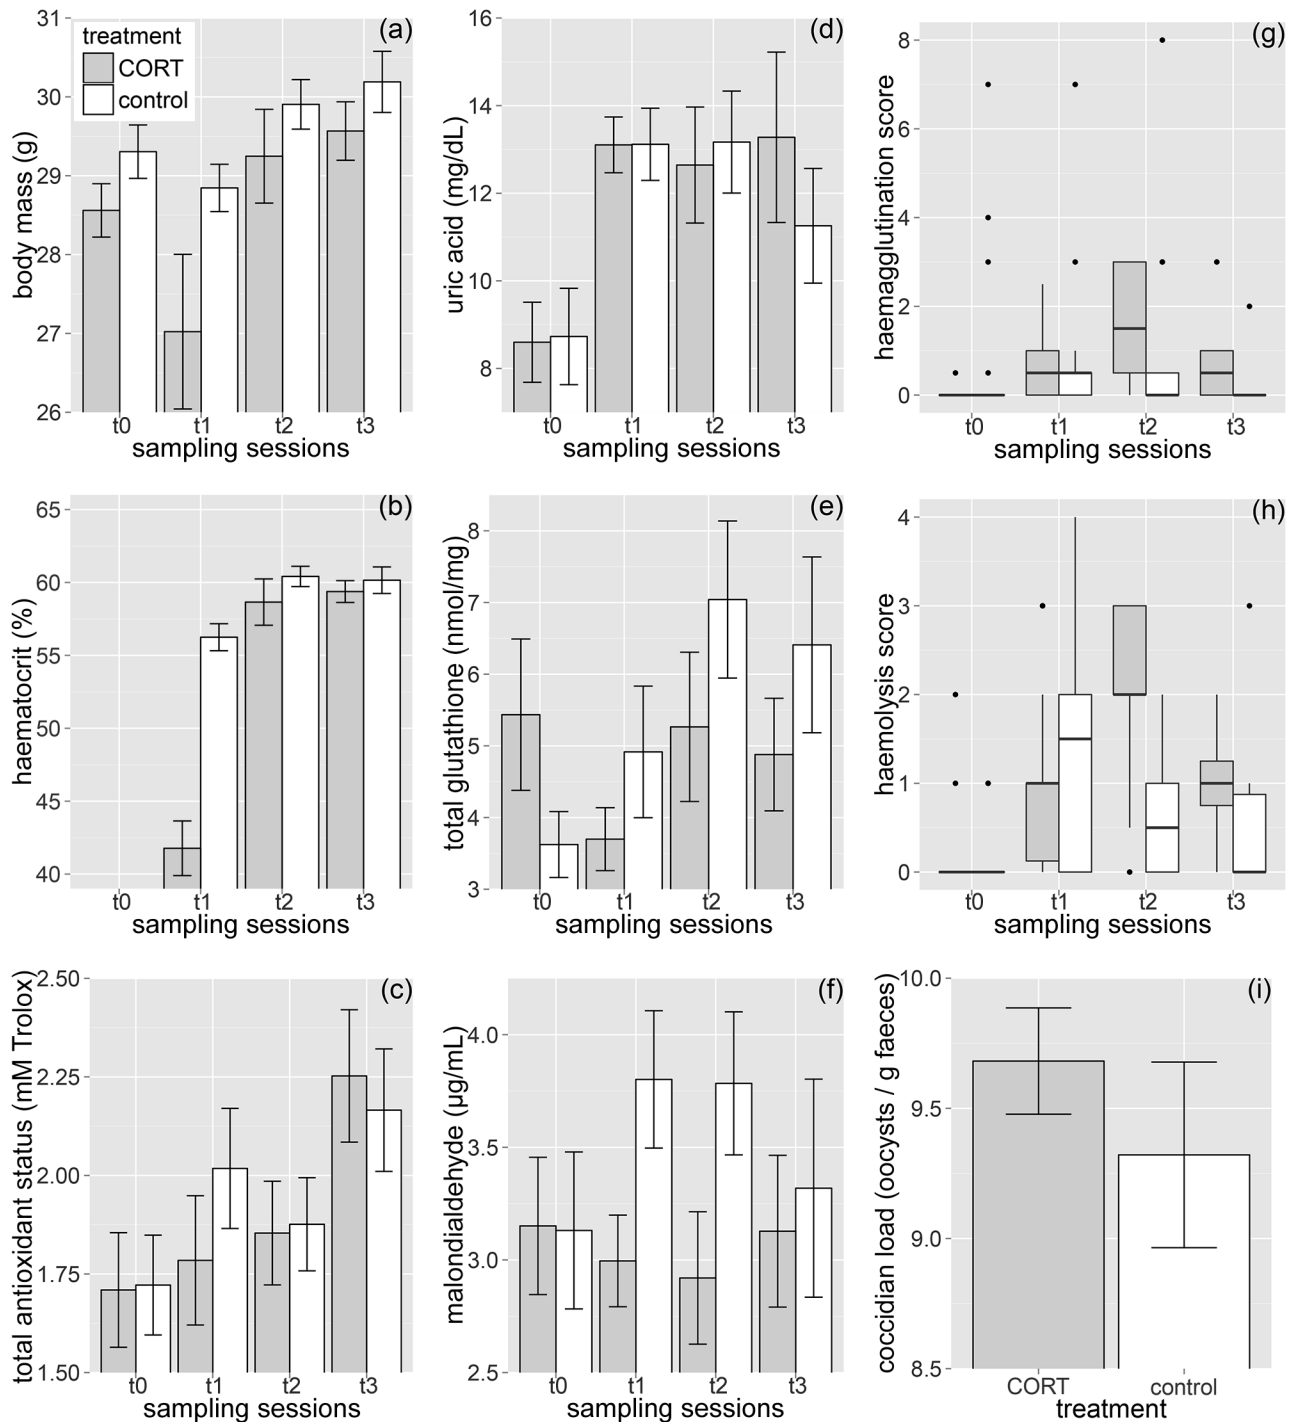 (a)
treatment
CORT
control
31
30
29
28
27
26
body mass (g)
t0 t1 t2 t3
sampling sessions
(d)
16
14
12
10
8
uric acid (mg/dL)
t0 t1 t2 t3
sampling sessions
(g)
8
6
4
2
0
haemagglutination score
t0 t1 t2 t3
sampling sessions
(b)
65
60
55
50
45
40
haematocrit (%)
t0 t1 t2 t3
sampling sessions
(e)
8
7
6
5
4
3
total glutathione (nmol/mg)
t0 t1 t2 t3
sampling sessions
(h)
4
3
2
1
0
haemolysis score
t0 t1 t2 t3
sampling sessions
(c)
2.50
2.25
2.00
1.75
1.50
total antioxidant status (mM Trolox)
t0 t1 t2 t3
sampling sessions
(f)
4.0
3.5
3.0
2.5
malondialdehyde (μg/mL)
t0 t1 t2 t3
sampling sessions
(i)
10.0
9.5
9.0
8.5
coccidian load (oocysts / g faeces)
CORT control
treatment